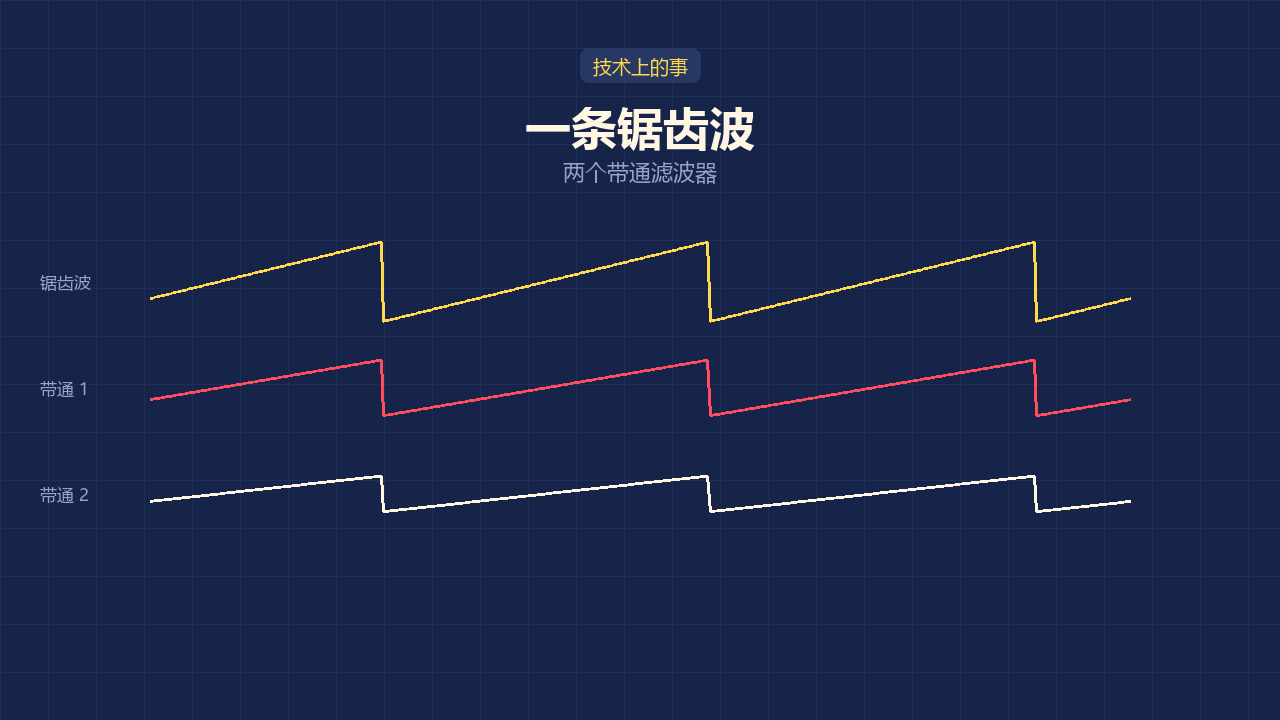 技术上的事
一条锯齿波
两个带通滤波器
锯齿波
带通 1
带通 2